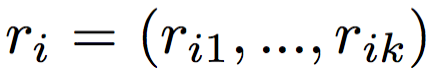 r_i = (r_{i1}, ..., r_{ik})